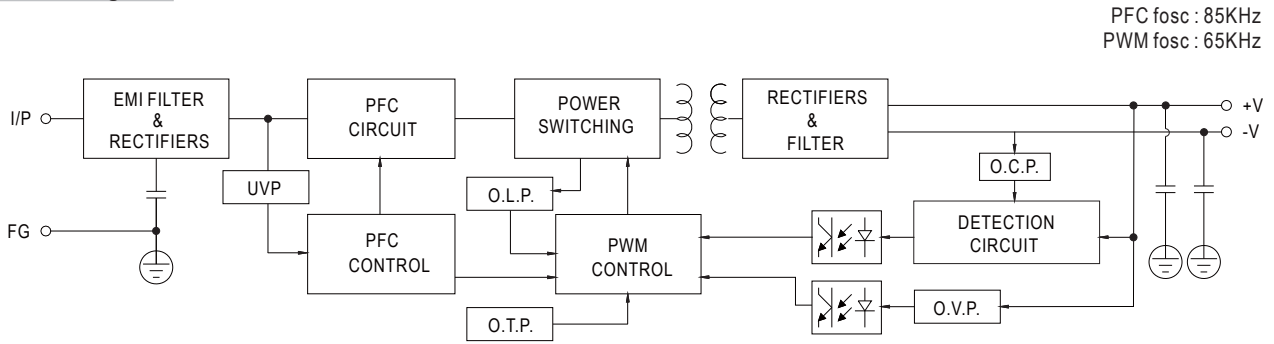 PFC fosc : 85KHz
PWM fosc : 65KHz
I/P
EMI FILTER
&
RECTIFIERS
PFC
CIRCUIT
POWER
SWITCHING
RECTIFIERS
&
FILTER
+V
-V
UVP
O.L.P.
O.C.P.
FG
PFC
CONTROL
PWM
CONTROL
DETECTION
CIRCUIT
O.T.P.
O.V.P.